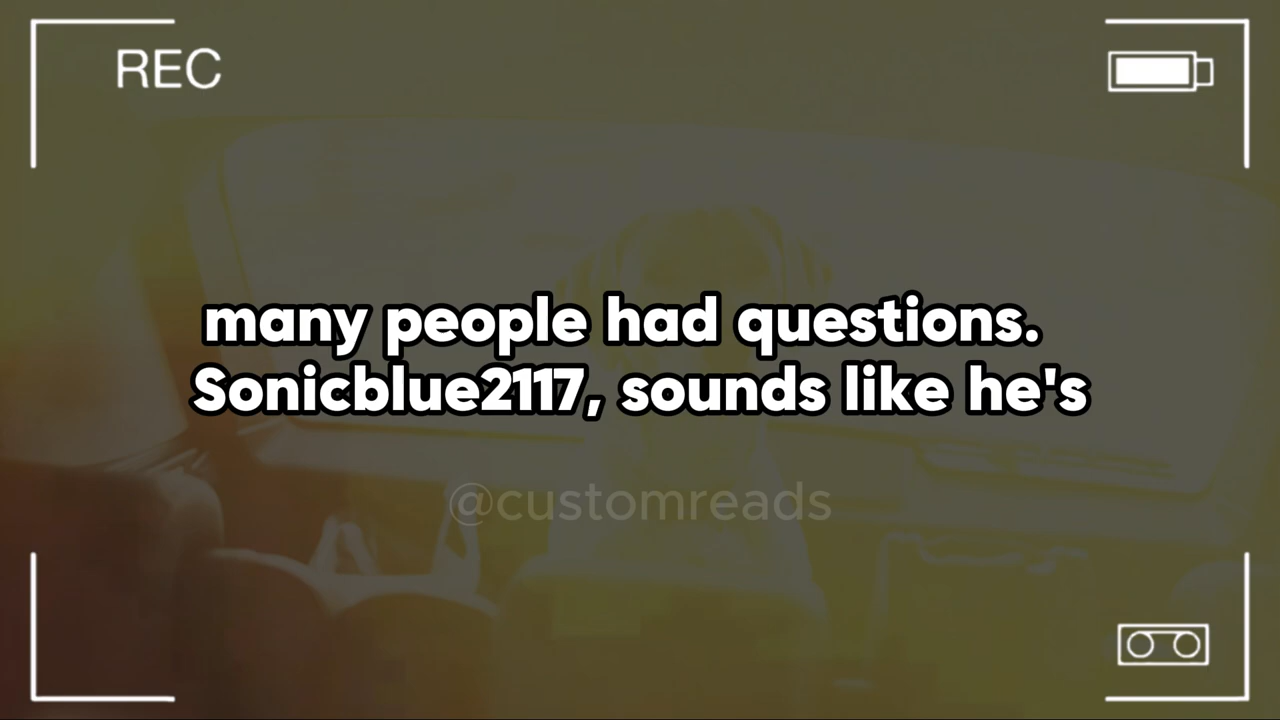 REC
many people had questions.
Sonicblue2117, sounds like he's
@customreads